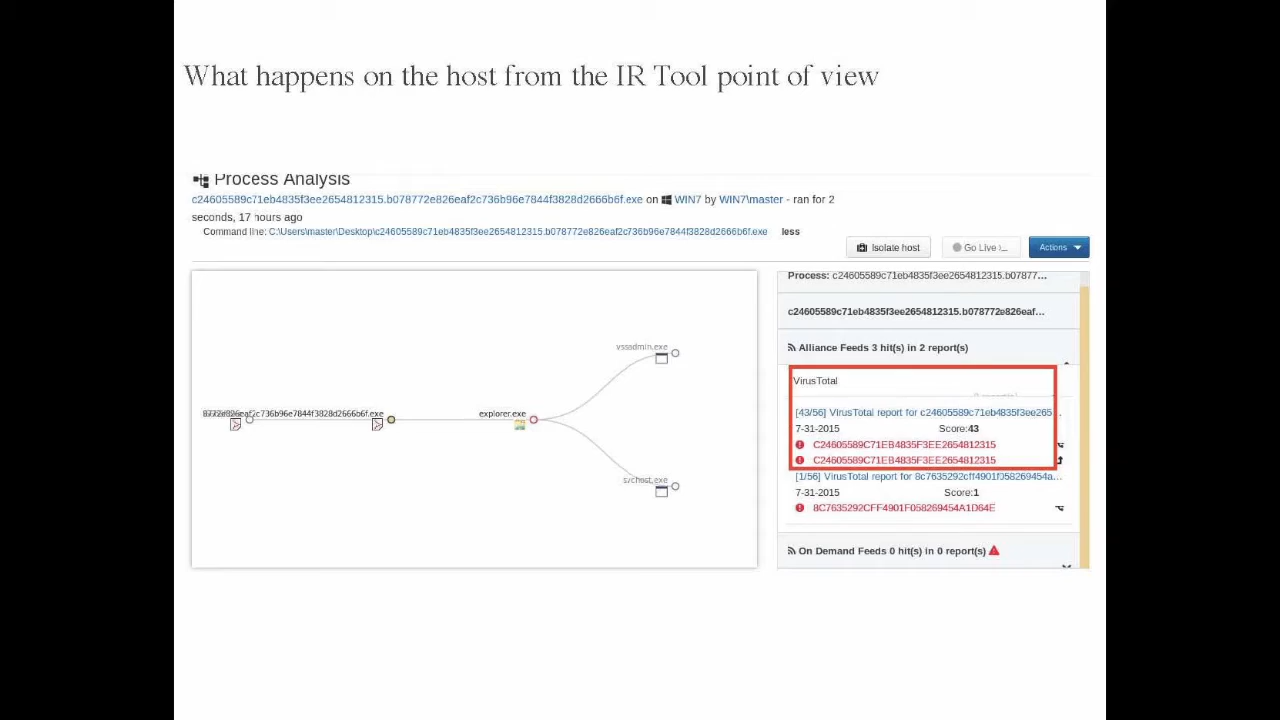 What happens on the host from the IR Tool point of view
Process Analysis
c24605589c71eb4835f3ee2654812315.b078772e826eaf2c736b96e7844f3828d2666b6f.exe on WIN7 by WIN7\master - ran for 2
seconds, 17 hours ago
Command line: C:\Users\master\Desktop\c24605589c71eb4835f3ee2654812315.b078772e826eaf2c736b96e7844f3828d2666b6f.exe less
Isolate host
Go Live >_
Actions
Process: c24605589c71eb4835f3ee2654812315.b07877...
c24605589c71eb4835f3ee2654812315.b078772e826eaf...
Alliance Feeds 3 hit(s) in 2 report(s)
VirusTotal
[43/56] VirusTotal report for c24605589c71eb4835f3ee265...
7-31-2015 Score:43
C24605589C71EB4835F3EE2654812315
C24605589C71EB4835F3EE2654812315
[1/56] VirusTotal report for 8c7635292cff4901f058269454a...
7-31-2015 Score:1
8C7635292CFF4901F058269454A1D64E
On Demand Feeds 0 hit(s) in 0 report(s)
vssadmin.exe
8772e826eaf2c736b96e7844f3828d2666b6f.exe
explorer.exe
svchost.exe